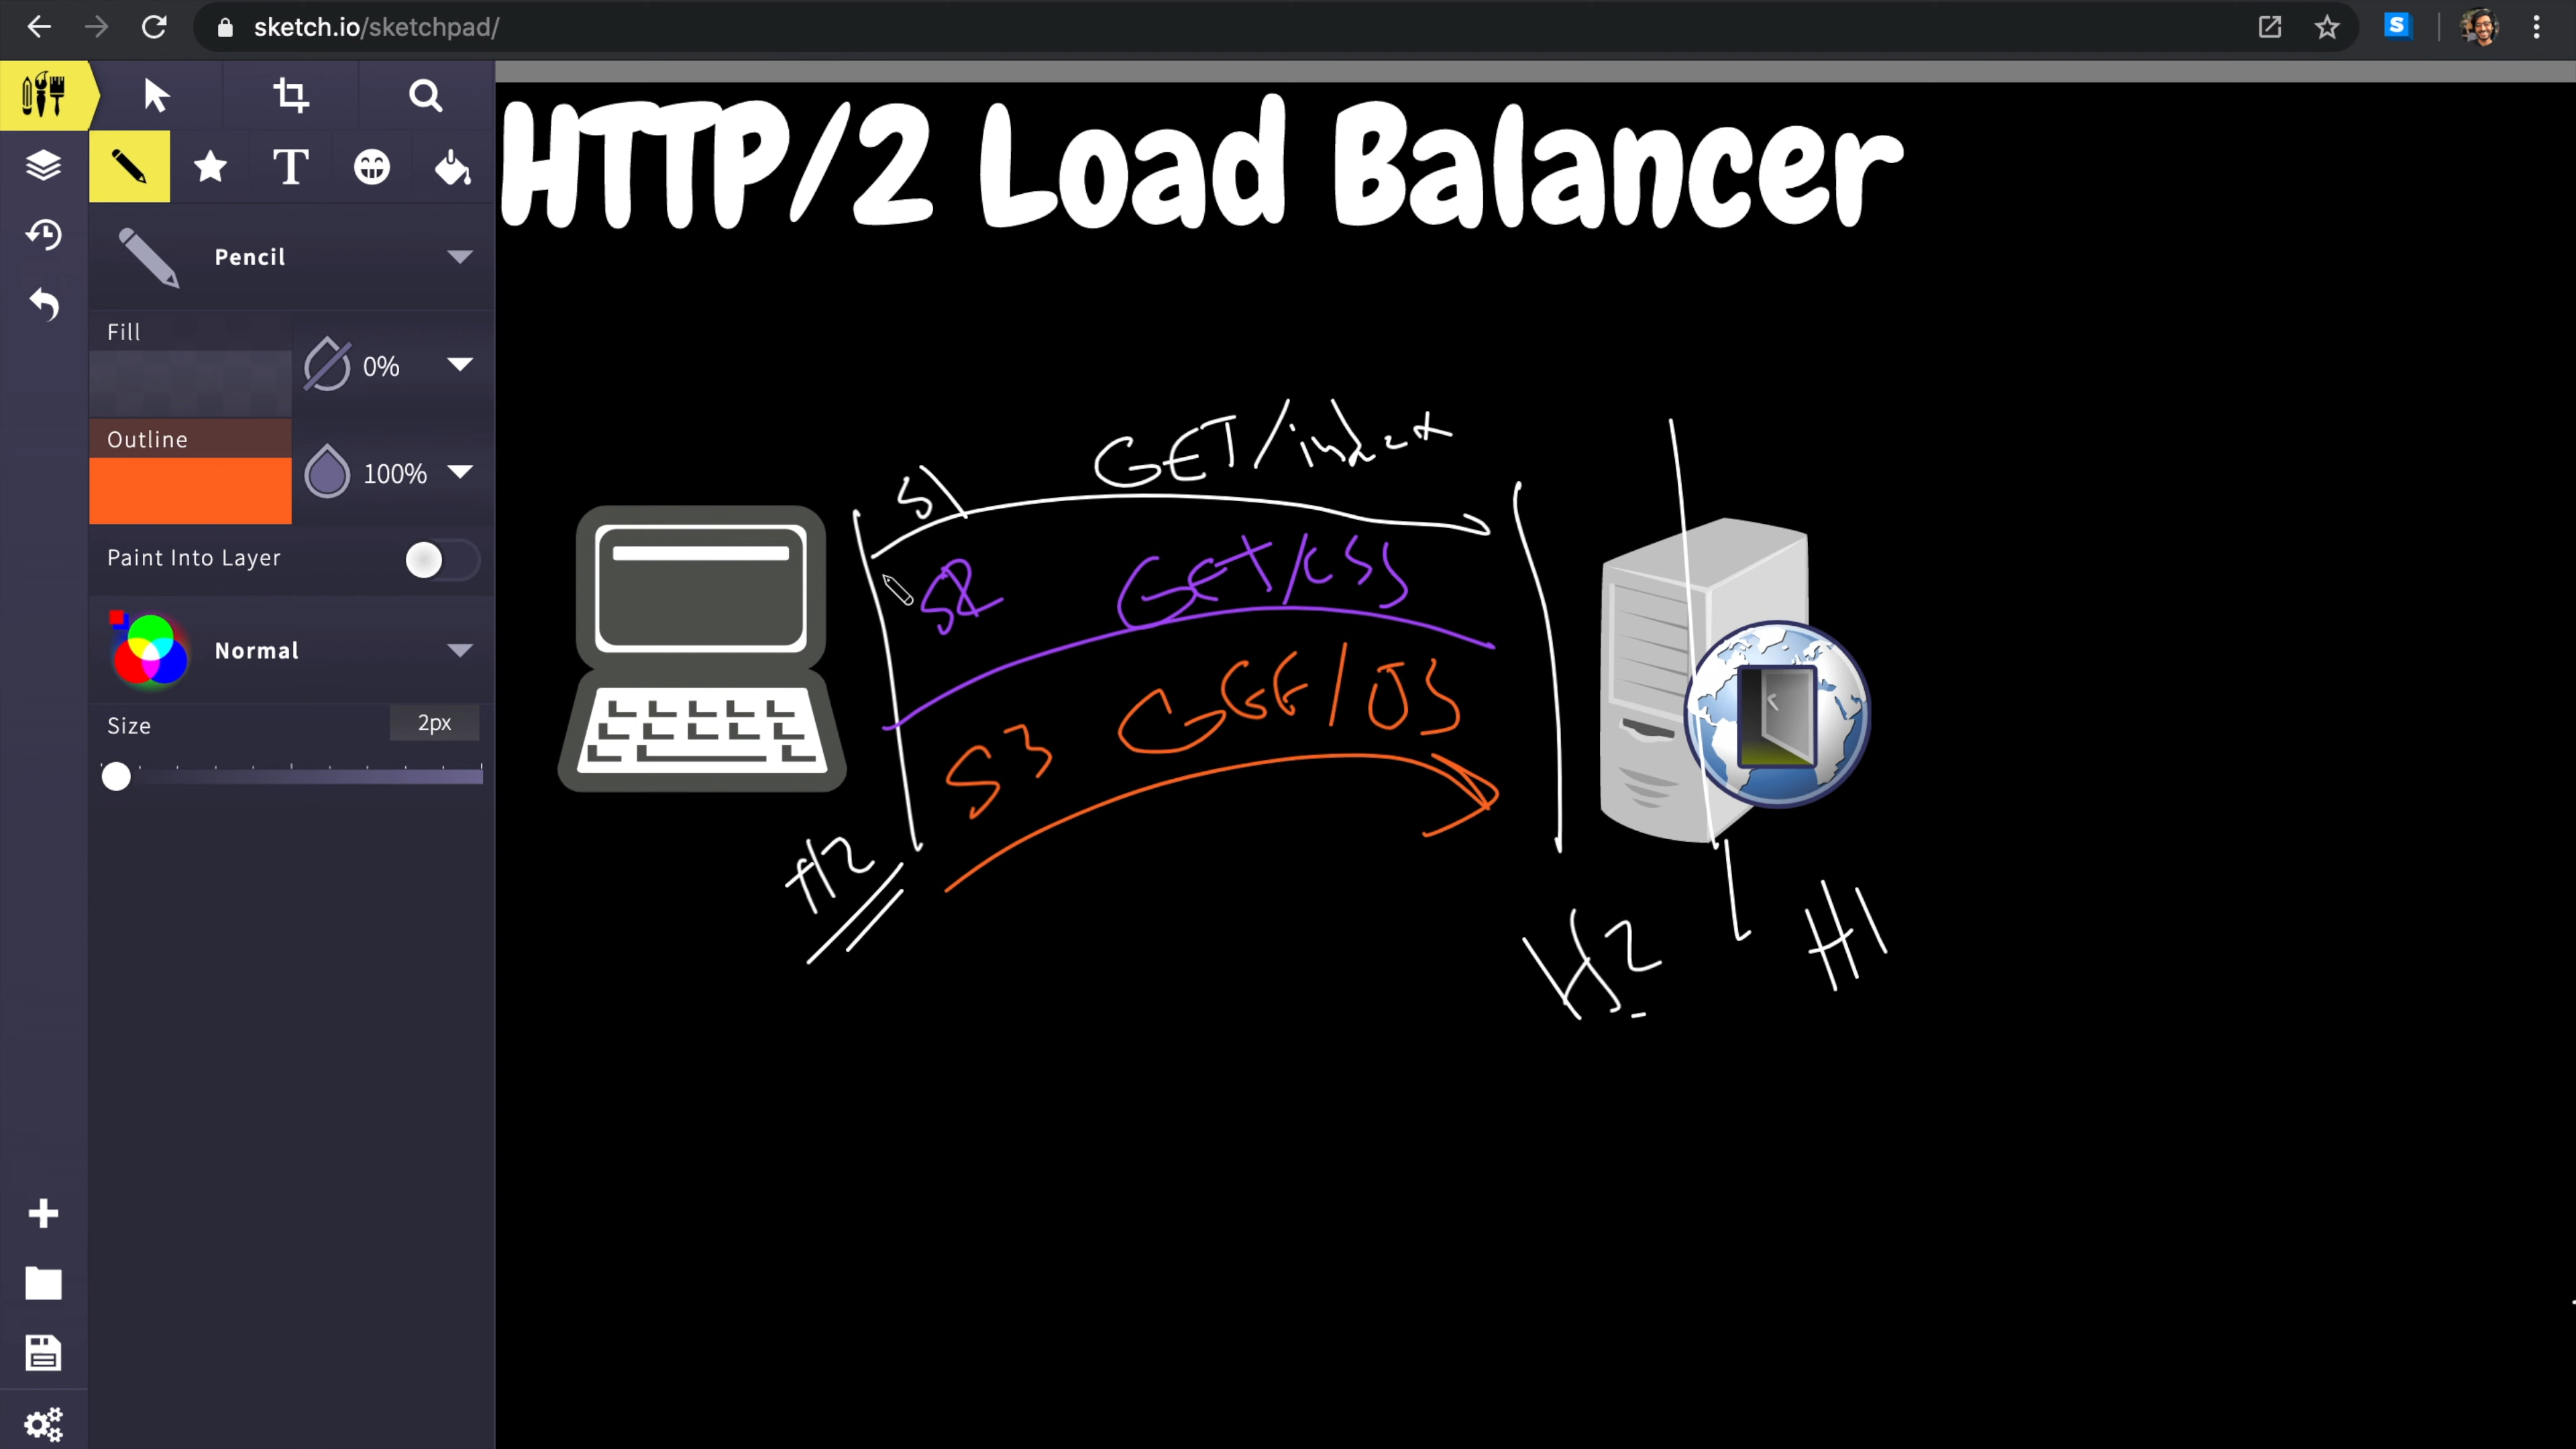 sketch.io/sketchpad/
S
HTTP/2 Load Balancer
T
Pencil
Fill
0%
Outline
100%
Paint Into Layer
Normal
Size
2px
GET/index
S1
S2
GET/CSS
S3
GEE/JS
H2
H2
H1